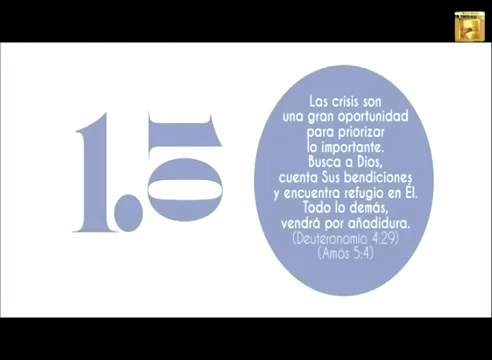 1.
10
Las crisis son
una gran oportunidad
para priorizar
lo importante.
Busca a Dios,
cuenta Sus bendiciones
y encuentra refugio en Él.
Todo lo demás,
vendrá por añadidura.
(Deuteronomio 4:29)
(Amós 5:4)